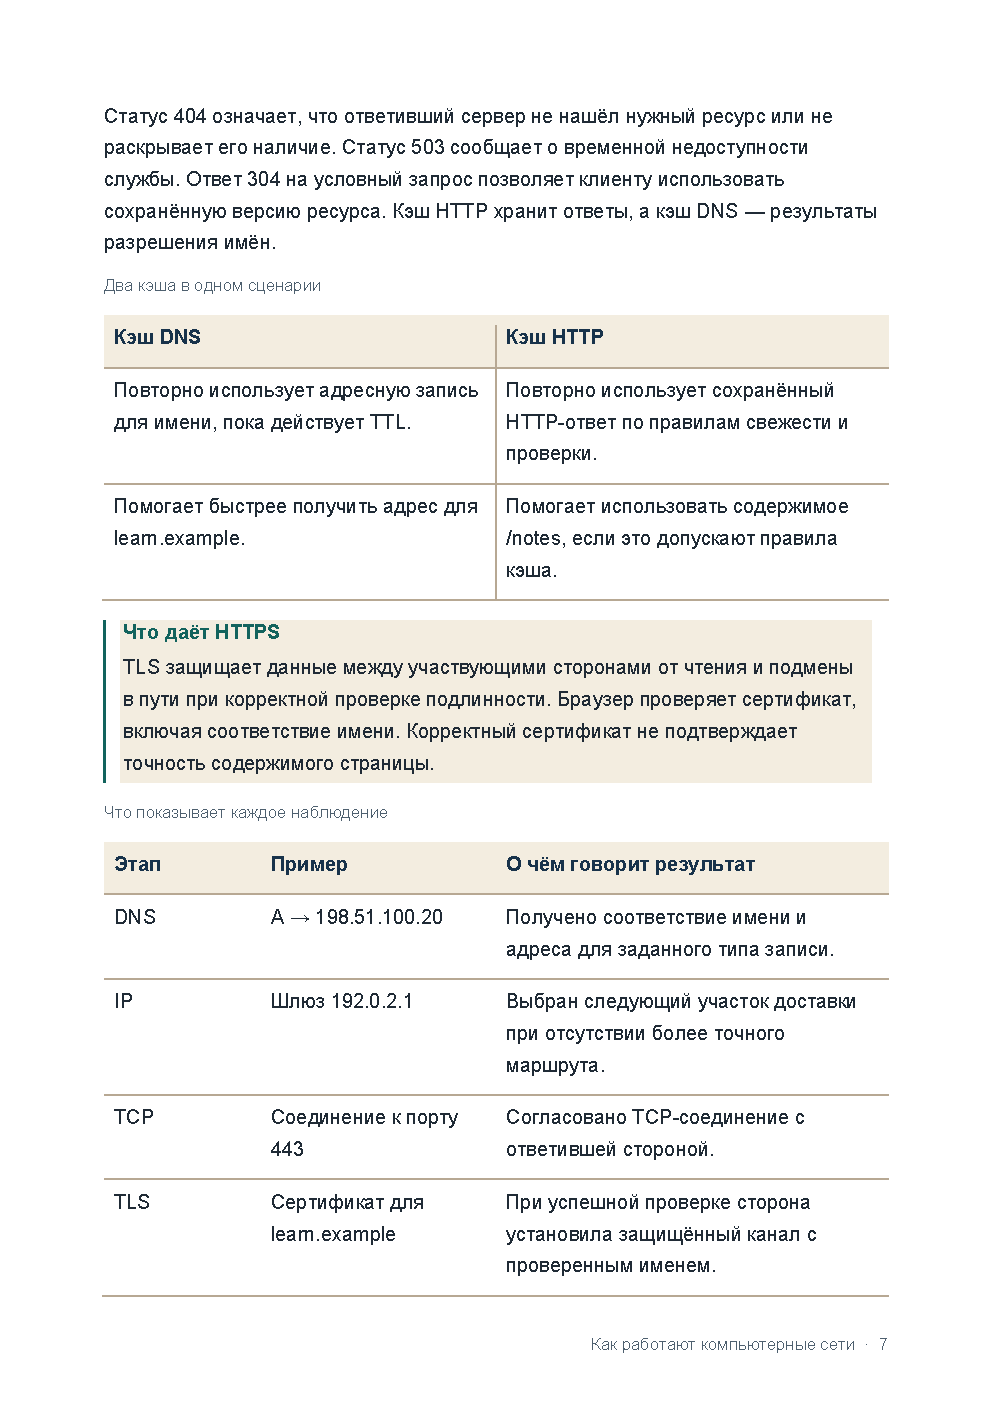 Статус 404 означает, что ответивший сервер не нашёл нужный ресурс или не
раскрывает его наличие. Статус 503 сообщает о временной недоступности
службы. Ответ 304 на условный запрос позволяет клиенту использовать
сохранённую версию ресурса. Кэш HTTP хранит ответы, а кэш DNS — результаты
разрешения имён.
Два кэша в одном сценарии
Кэш DNS
Кэш HTTP
Повторно использует адресную запись
для имени, пока действует TTL.
Повторно использует сохранённый
HTTP-ответ по правилам свежести и
проверки.
Помогает быстрее получить адрес для
learn.example.
Помогает использовать содержимое
/notes, если это допускают правила
кэша.
Что даёт HTTPS
TLS защищает данные между участвующими сторонами от чтения и подмены
в пути при корректной проверке подлинности. Браузер проверяет сертификат,
включая соответствие имени. Корректный сертификат не подтверждает
точность содержимого страницы.
Что показывает каждое наблюдение
Этап
Пример
О чём говорит результат
DNS
A → 198.51.100.20
Получено соответствие имени и
адреса для заданного типа записи.
IP
Шлюз 192.0.2.1
Выбран следующий участок доставки
при отсутствии более точного
маршрута.
TCP
Соединение к порту
443
Согласовано TCP-соединение с
ответившей стороной.
TLS
Сертификат для
learn.example
При успешной проверке сторона
установила защищённый канал с
проверенным именем.
Как работают компьютерные сети · 7